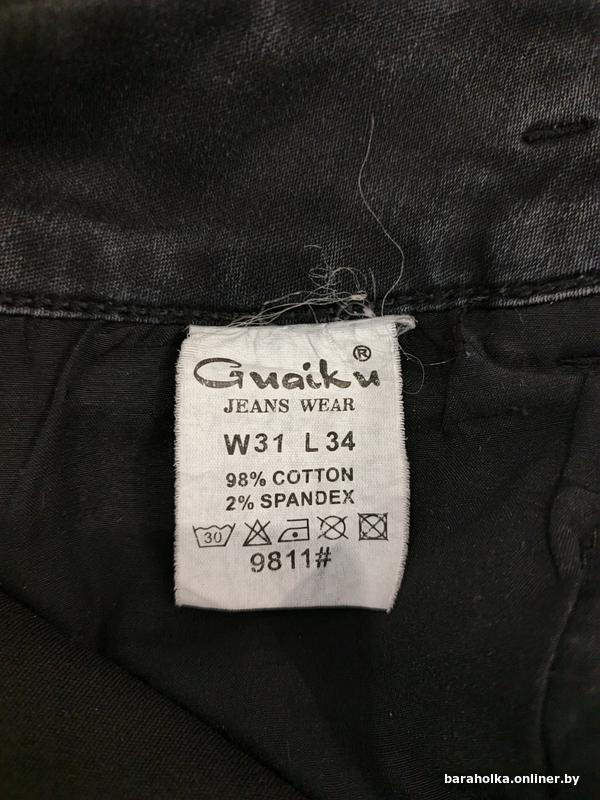 Guaiku®
JEANS WEAR
W31 L34
98% COTTON
2% SPANDEX
30
9811#
baraholka.onliner.by